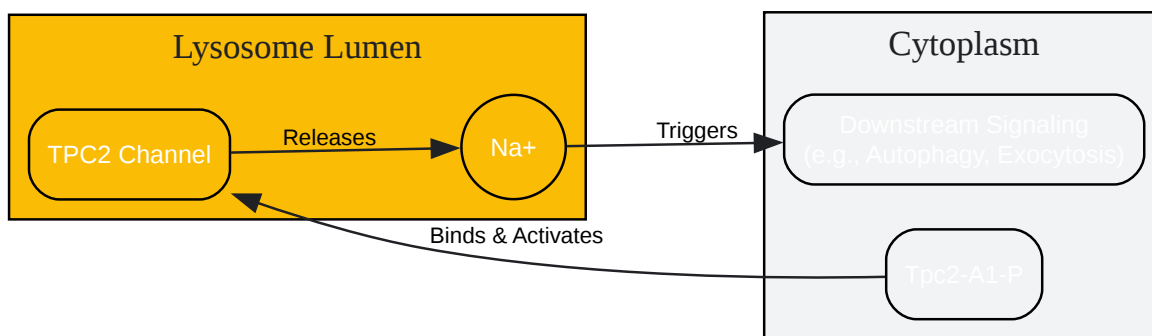 Lysosome Lumen
Cytoplasm
TPC2 Channel
Releases
Na+
Triggers
Downstream Signaling
(e.g., Autophagy, Exocytosis)
Binds & Activates
Tpc2-A1-P